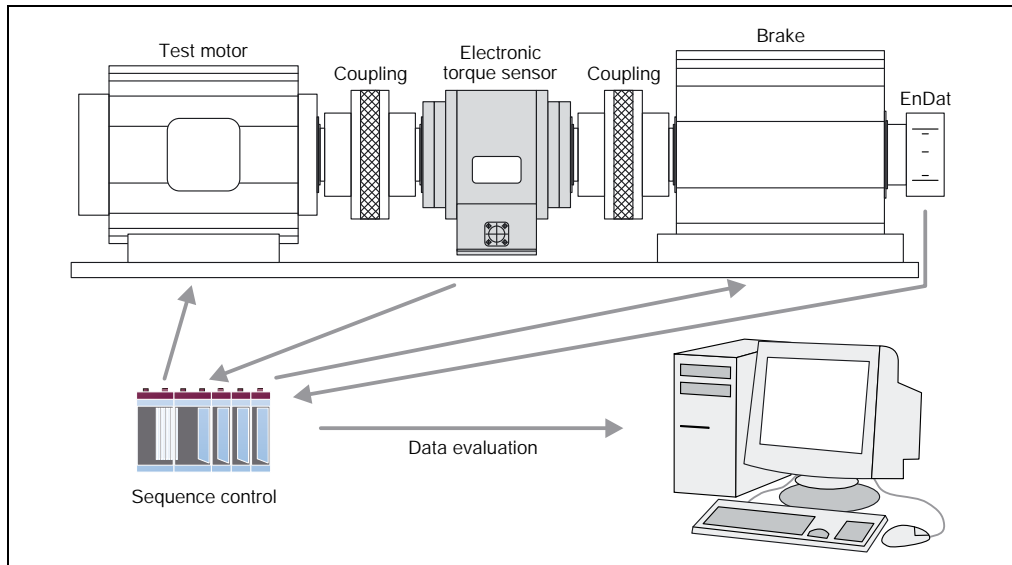 Test motor
Coupling
Electronic
torque sensor
Coupling
Brake
EnDat
Data evaluation
Sequence control